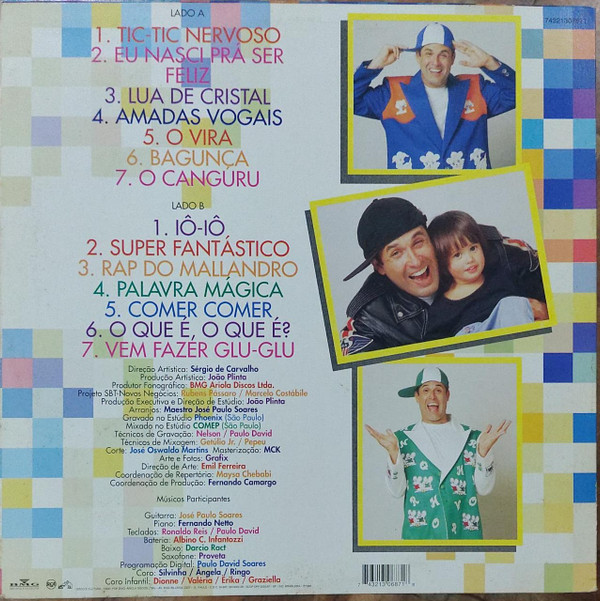 LADO A
1. TIC-TIC NERVOSO
2. EU NASCI PRÁ SER
FELIZ
3. LUA DE CRISTAL
4. AMADAS VOGAIS
5. O VIRA
6. BAGUNÇA
7. O CANGURU
LADO B
1. IÔ-IÔ
2. SUPER FANTÁSTICO
3. RAP DO MALLANDRO
4. PALAVRA MÁGICA
5. COMER COMER
6. O QUE É, O QUE É?
7. VEM FAZER GLU-GLU
Direção Artística: Sérgio de Carvalho
Produção Artística: João Plinta
Produtor Fonográfico: BMG Ariola Discos Ltda.
Projeto SBT-Novos Negócios: Rubens Pássaro / Marcelo Costábile
Produção Executiva e Direção de Estúdio: João Plinta
Arranjos: Maestro José Paulo Soares
Gravado no Estúdio Phoenix (São Paulo)
Mixado no Estúdio COMEP (São Paulo)
Técnicos de Gravação: Nelson / Paulo David
Técnicos de Mixagem: Getúlio Jr. / Pepeu
Corte: José Oswaldo Martins Masterização: MCK
Arte e Fotos: Grafix
Direção de Arte: Emil Ferreira
Coordenação de Repertório: Maysa Chebabi
Coordenação de Produção: Fernando Camargo
Músicos Participantes
Guitarra: José Paulo Soares
Piano: Fernando Netto
Teclados: Ronaldo Reis / Paulo David
Bateria: Albino C. Infantozzi
Baixo: Darcio Ract
Saxofone: Proveta
Programação Digital: Paulo David Soares
Coro: Silvinha / Angela / Ringo
Coro Infantil: Dionne / Valéria / Erika / Graziella
BMG
RCA